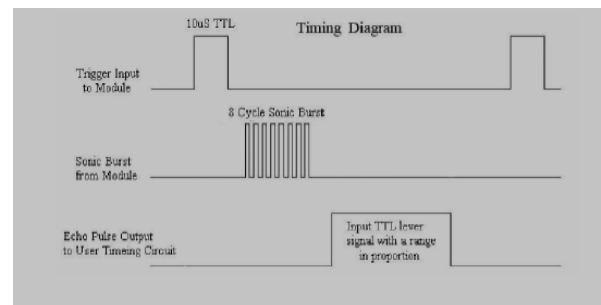 10uS TTL
Timing Diagram
Trigger Input
to Module
8 Cycle Sonic Burst
Sonic Burst
from Module
Echo Pulse Output
to User Timeing Circuit
Input TTL lever
signal with a range
in proportion